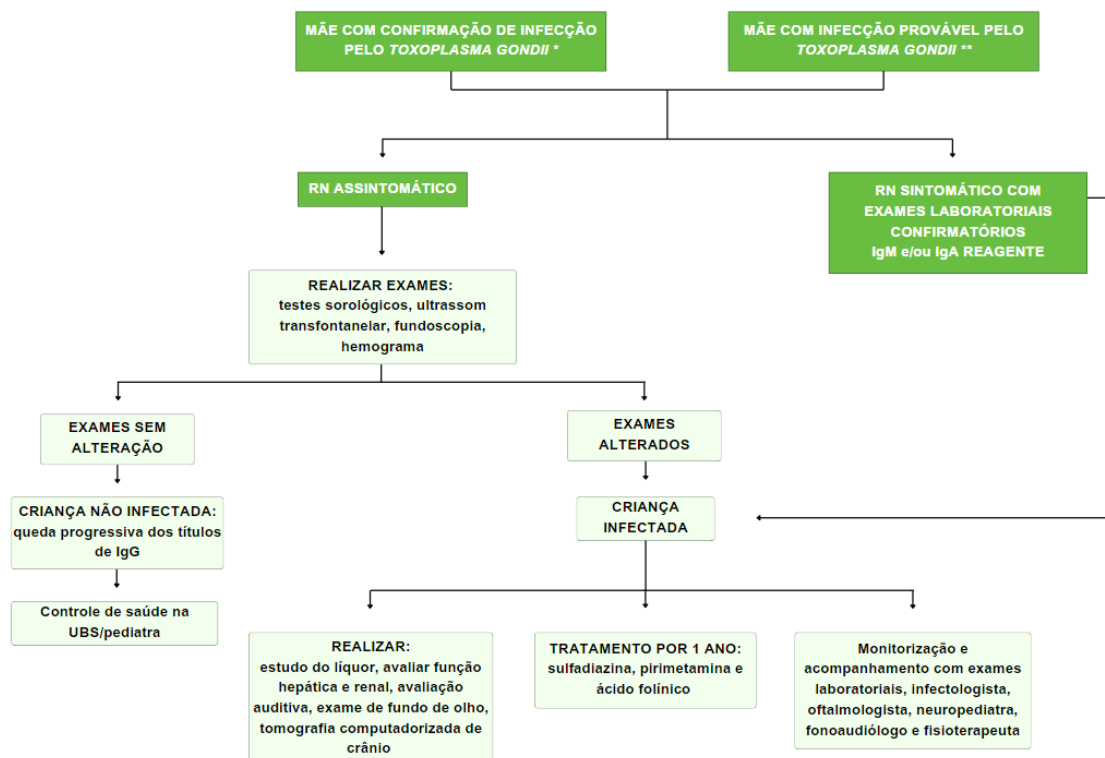 MÃE COM CONFIRMAÇÃO DE INFECÇÃO
PELO TOXOPLASMA GONDII *
MÃE COM INFECÇÃO PROVÁVEL PELO
TOXOPLASMA GONDII **
RN ASSINTOMÁTICO
RN SINTOMÁTICO COM
EXAMES LABORATORIAIS
CONFIRMATÓRIOS
IgM e/ou IgA REAGENTE
REALIZAR EXAMES:
testes sorológicos, ultrassom
transfontanelar, fundoscopia,
hemograma
EXAMES SEM
ALTERAÇÃO
EXAMES
ALTERADOS
CRIANÇA NÃO INFECTADA:
queda progressiva dos títulos
de IgG
CRIANÇA
INFECTADA
Controle de saúde na
UBS/pediatra
REALIZAR:
estudo do líquor, avaliar função
hepática e renal, avaliação
auditiva, exame de fundo de olho,
tomografia computadorizada de
crânio
TRATAMENTO POR 1 ANO:
sulfadiazina, pirimetamina e
ácido folínico
Monitorização e
acompanhamento com exames
laboratoriais, infectologista,
oftalmologista, neuropediatra,
fonoaudiólogo e fisioterapeuta